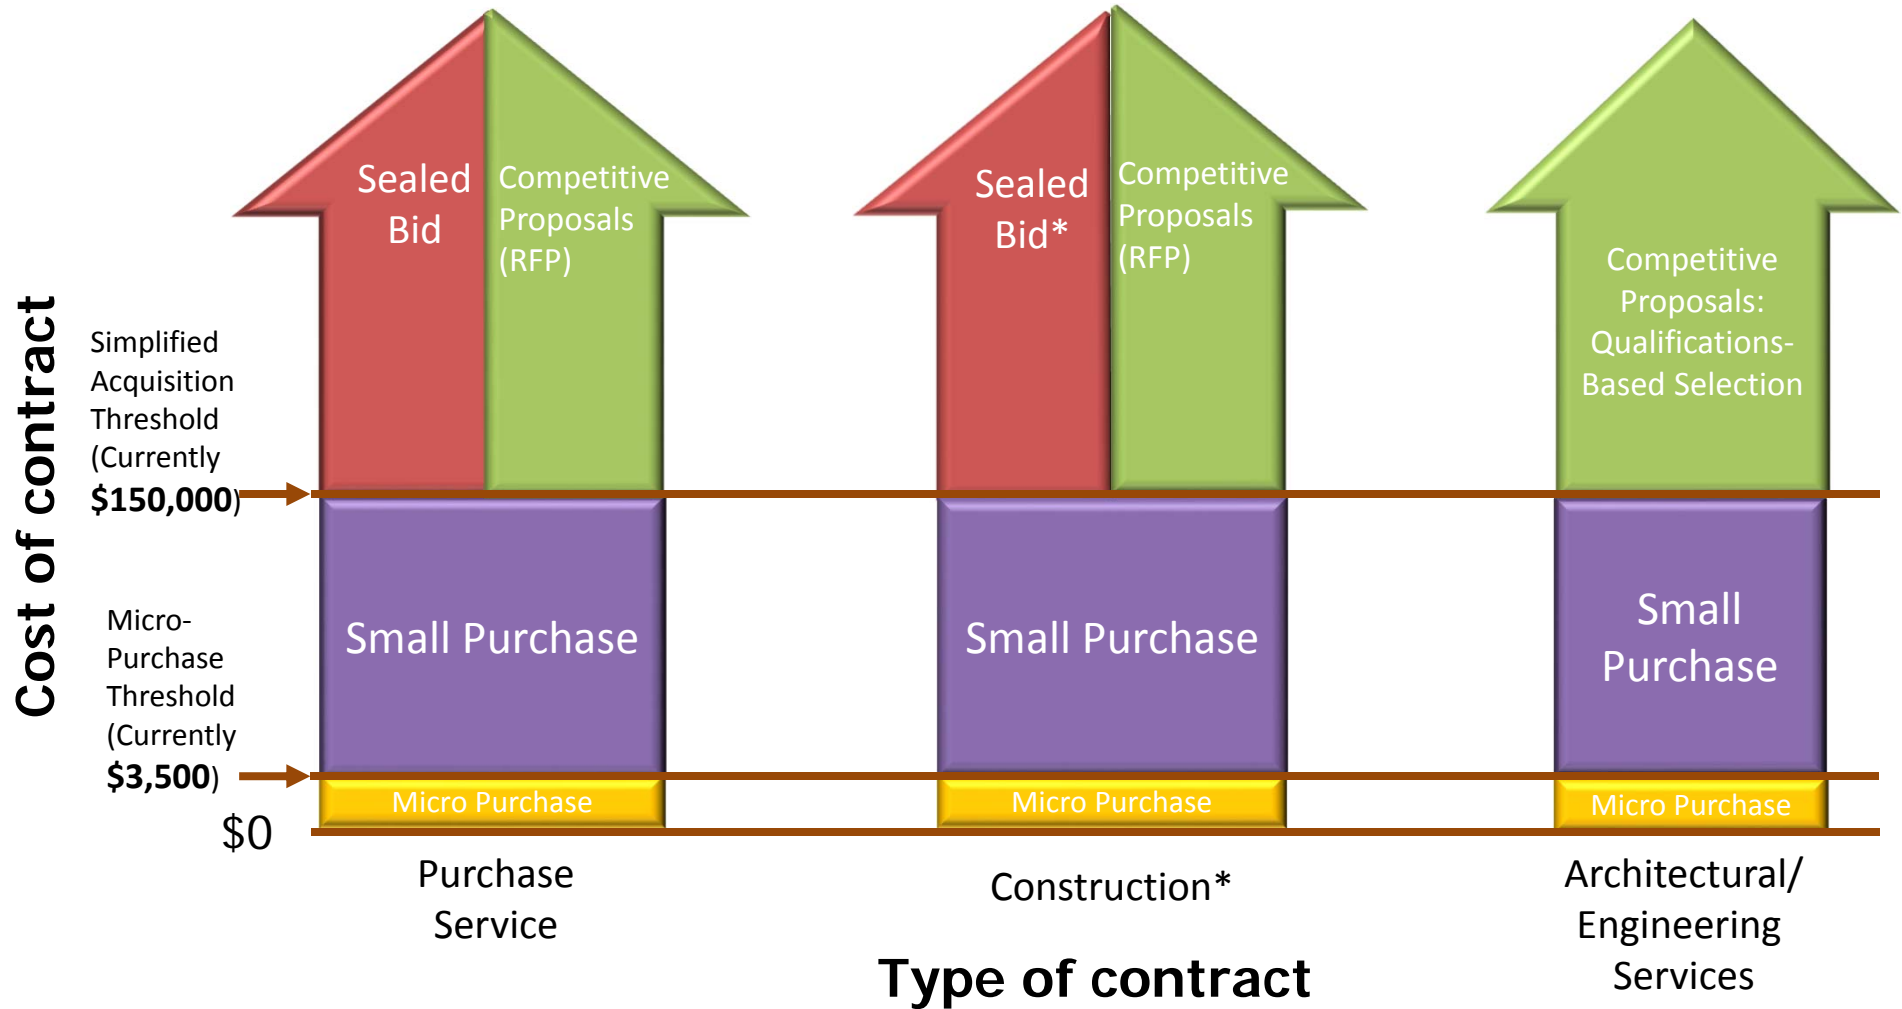 Cost of contract
Simplified
Acquisition
Threshold
(Currently
$150,000)
Micro-
Purchase
Threshold
(Currently
$3,500)
$0
Sealed
Bid
Competitive
Proposals
(RFP)
Small Purchase
Micro Purchase
Purchase
Service
Sealed
Bid*
Competitive
Proposals
(RFP)
Small Purchase
Micro Purchase
Construction*
Competitive
Proposals:
Qualifications-
Based Selection
Small
Purchase
Micro Purchase
Architectural/
Engineering
Services
Type of contract